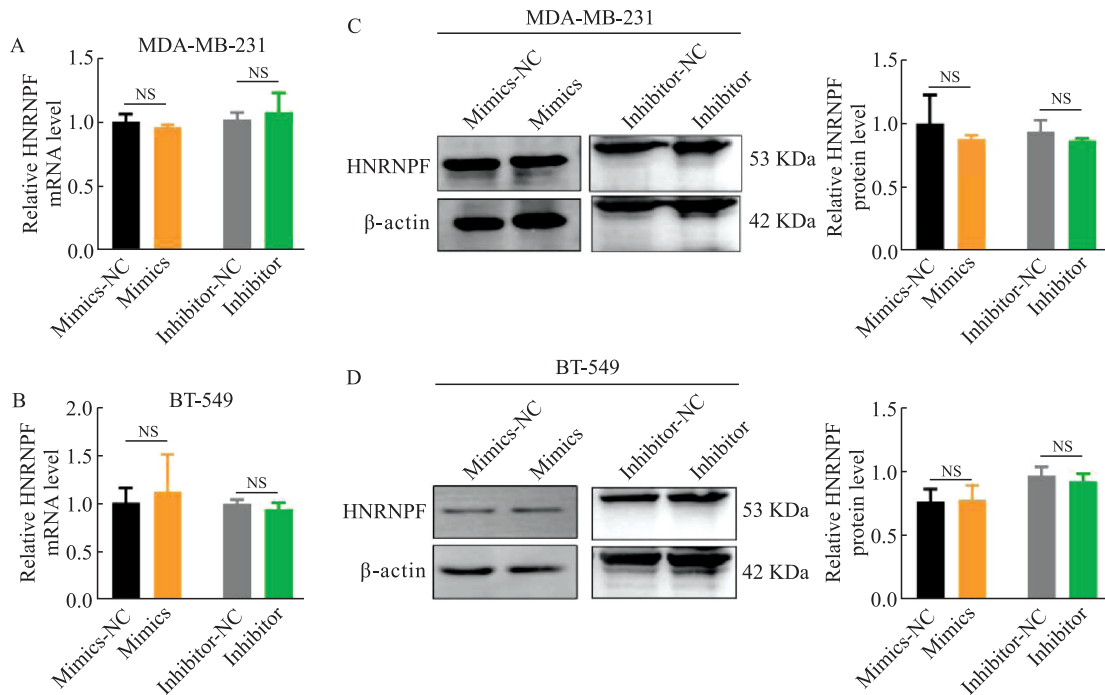 A
MDA-MB-231
Relative HNRNPF
mRNA level
1.5
1.0
0.5
0.0
NS
NS
Mimics-NC
Mimics
Inhibitor-NC
Inhibitor
C
MDA-MB-231
Mimics-NC
Mimics
Inhibitor-NC
Inhibitor
HNRNPF
53 KDa
β-actin
42 KDa
Relative HNRNPF
protein level
1.5
1.0
0.5
0.0
NS
NS
Mimics-NC
Mimics
Inhibitor-NC
Inhibitor
B
BT-549
Relative HNRNPF
mRNA level
2.0
1.5
1.0
0.5
0.0
NS
NS
Mimics-NC
Mimics
Inhibitor-NC
Inhibitor
D
BT-549
Mimics-NC
Mimics
Inhibitor-NC
Inhibitor
HNRNPF
53 KDa
β-actin
42 KDa
Relative HNRNPF
protein level
1.5
1.0
0.5
0.0
NS
NS
Mimics-NC
Mimics
Inhibitor-NC
Inhibitor